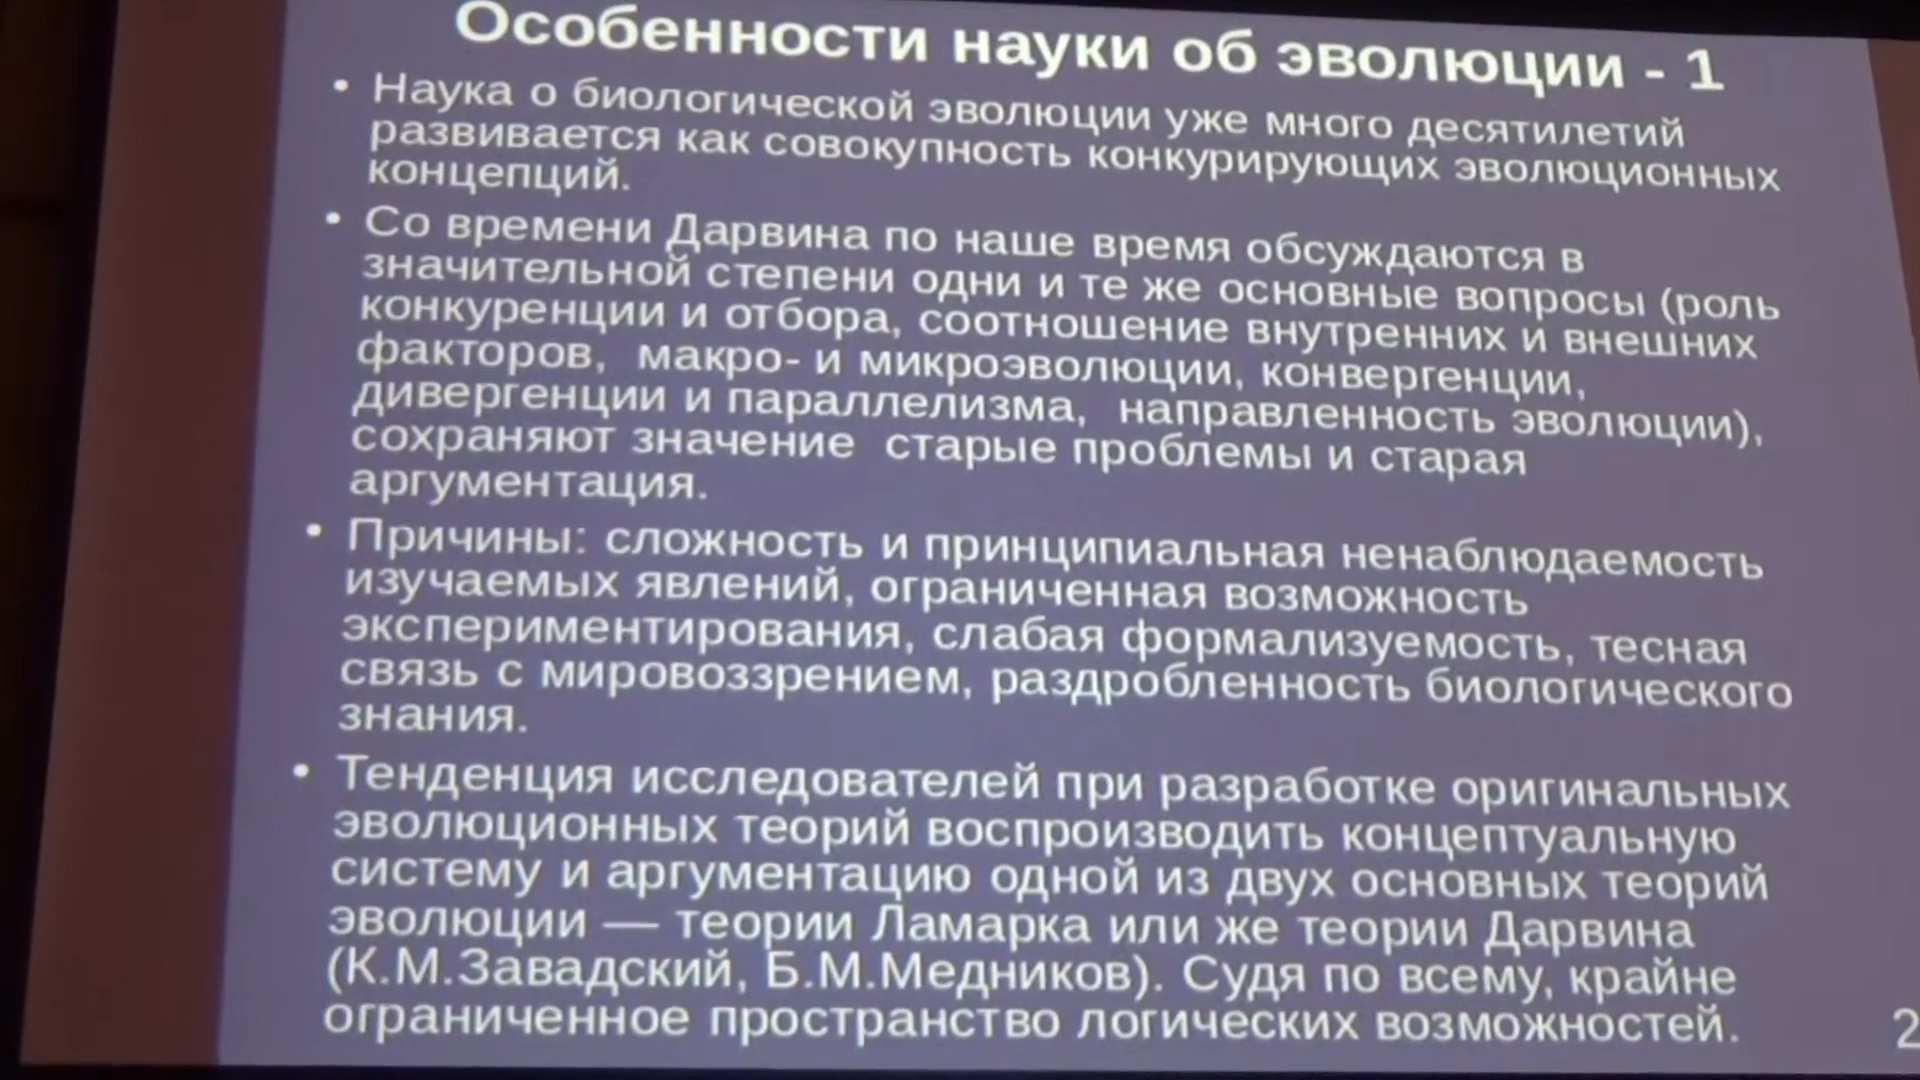 Особенности науки об эволюции - 1
• Наука о биологической эволюции уже много десятилетий
развивается как совокупность конкурирующих эволюционных
концепций.
• Со времени Дарвина по наше время обсуждаются в
значительной степени одни и те же основные вопросы (роль
конкуренции и отбора, соотношение внутренних и внешних
факторов, макро- и микроэволюции, конвергенции,
дивергенции и параллелизма, направленность эволюции),
сохраняют значение старые проблемы и старая
аргументация.
• Причины: сложность и принципиальная ненаблюдаемость
изучаемых явлений, ограниченная возможность
экспериментирования, слабая формализуемость, тесная
связь с мировоззрением, раздробленность биологического
знания.
• Тенденция исследователей при разработке оригинальных
эволюционных теорий воспроизводить концептуальную
систему и аргументацию одной из двух основных теорий
эволюции — теории Ламарка или же теории Дарвина
(К.М.Завадский, Б.М.Медников). Судя по всему, крайне
ограниченное пространство логических возможностей.
2